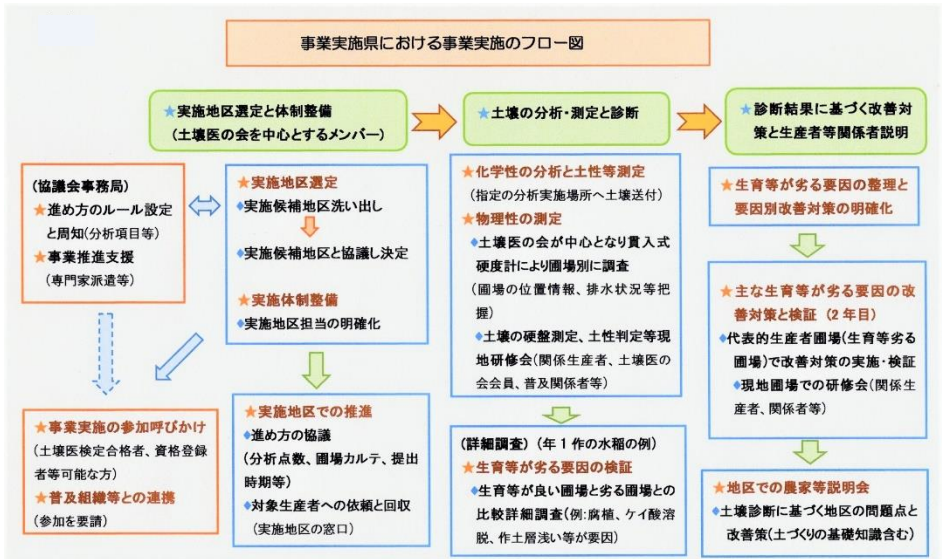 事業実施県における事業実施のフロー図
★実施地区選定と体制整備
(土壌医の会を中心とするメンバー)
★土壌の分析・測定と診断
★診断結果に基づく改善対
策と生産者等関係者説明
(協議会事務局)
★進め方のルール設定
と周知(分析項目等)
★事業推進支援
(専門家派遣等)
★事業実施の参加呼びかけ
(土壌医検定合格者、資格登録
者等可能な方)
★普及組織等との連携
(参加を要請)
★実施地区選定
◆実施候補地区洗い出し
◆実施候補地区と協議し決定
★実施体制整備
◆実施地区担当の明確化
★実施地区での推進
◆進め方の協議
(分析点数、圃場カルテ、提出
時期等)
◆対象生産者への依頼と回収
(実施地区の窓口)
★化学性の分析と土性等測定
(指定の分析実施場所へ土壌送付)
★物理性の測定
◆土壌医の会が中心となり貫入式
硬度計により圃場別に調査
(圃場の位置情報、排水状況等把
握)
◆土壌の硬盤測定、土性判定等現
地研修会(関係生産者、土壌医の
会会員、普及関係者等)
(詳細調査)(年1作の水稲の例)
★生育等が劣る要因の検証
◆生育等が良い圃場と劣る圃場との
比較詳細調査(例:腐植、ケイ酸溶
脱、作土層浅い等が要因)
★生育等が劣る要因の整理と
要因別改善対策の明確化
★主な生育等が劣る要因の改
善対策と検証(2年目)
◆代表的生産者圃場(生育等劣る
圃場)で改善対策の実施・検証
◆現地圃場での研修会(関係生
産者、関係者等)
★地区での農家等説明会
◆土壌診断に基づく地区の問題点と
改善策(土づくりの基礎知識含む)